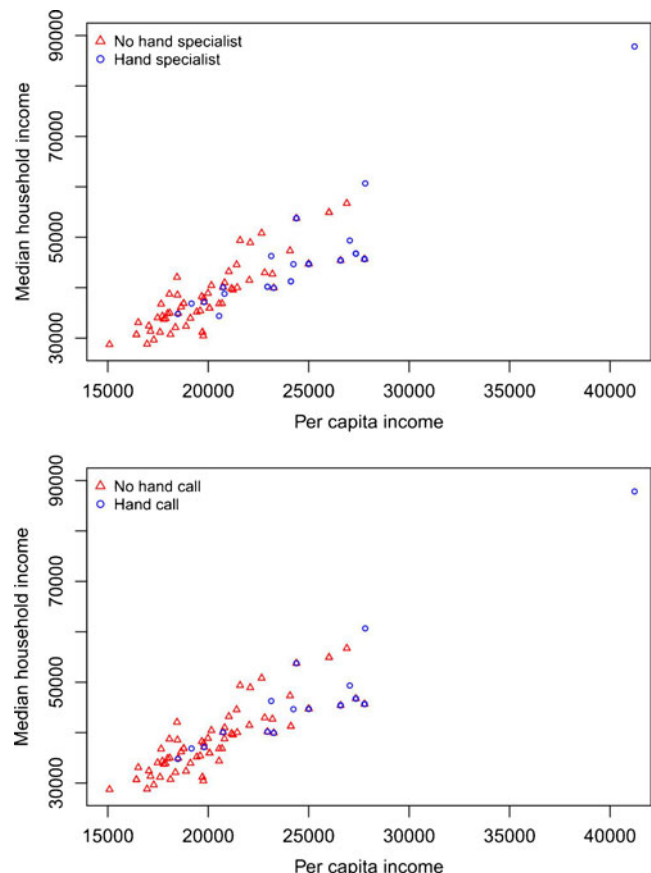 90000
70000
50000
30000
Median household income
No hand specialist
Hand specialist
15000 20000 25000 30000 35000 40000
Per capita income
90000
70000
50000
30000
Median household income
No hand call
Hand call
15000 20000 25000 30000 35000 40000
Per capita income